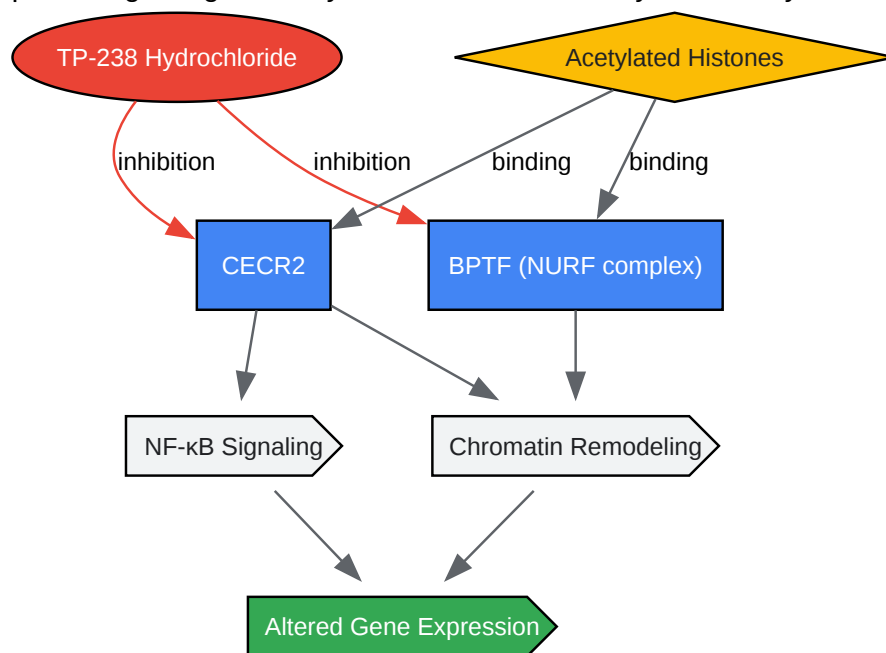 TP-238 Hydrochloride
Acetylated Histones
inhibition
inhibition
binding
binding
CECR2
BPTF (NURF complex)
NF-κB Signaling
Chromatin Remodeling
Altered Gene Expression